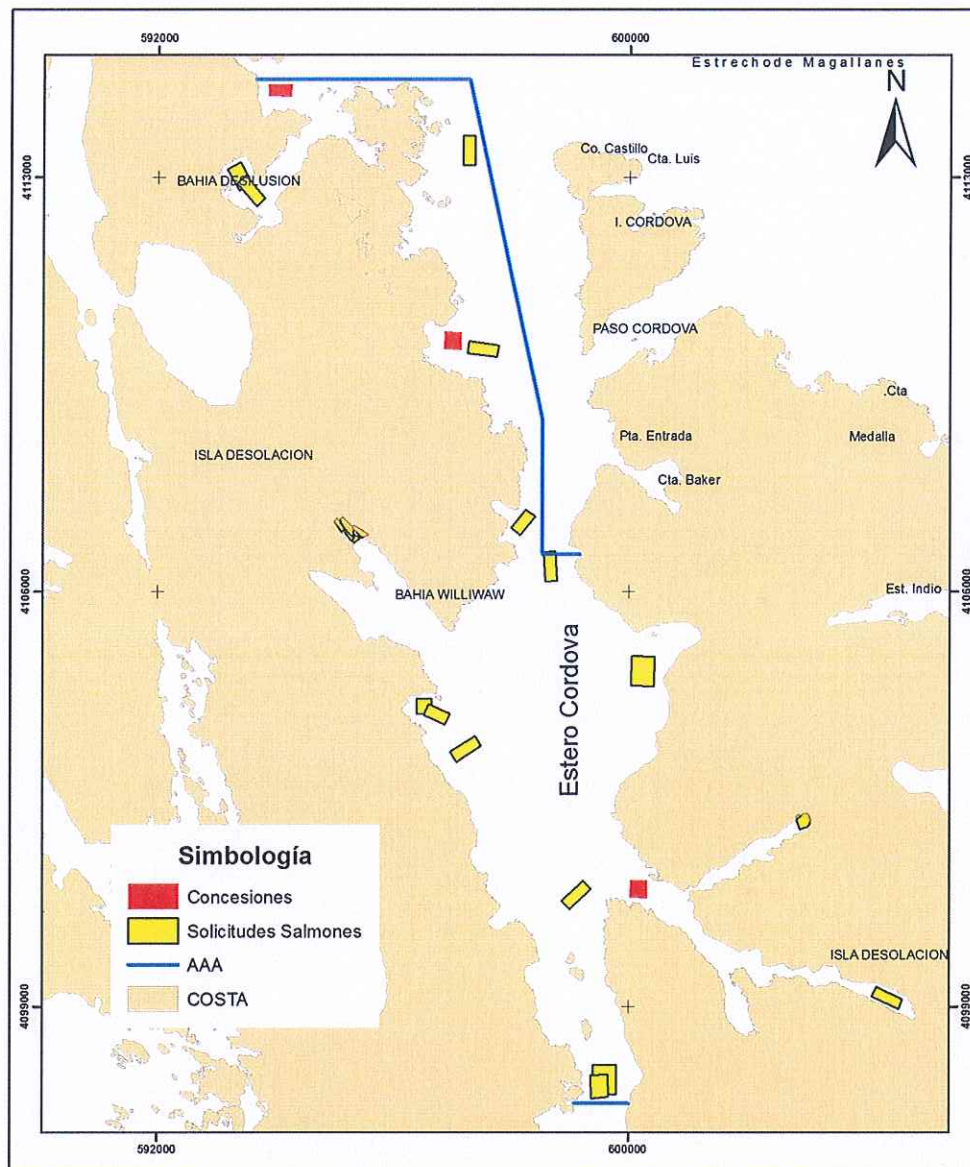 592000
600000
Estrechode Magallanes
N
Co. Castillo
Cta. Luis
4113000
BAHIA DESILUSION
4113000
I. CORDOVA
PASO CORDOVA
.Cta
Pta. Entrada
Medalla
ISLA DESOLACION
Cta. Baker
4106000
BAHIA WILLIWAW
Est. Indio
4106000
Estero Cordova
Simbología
Concesiones
Solicitudes Salmones
AAA
COSTA
ISLA DESOLACION
4099000
4099000
592000
600000